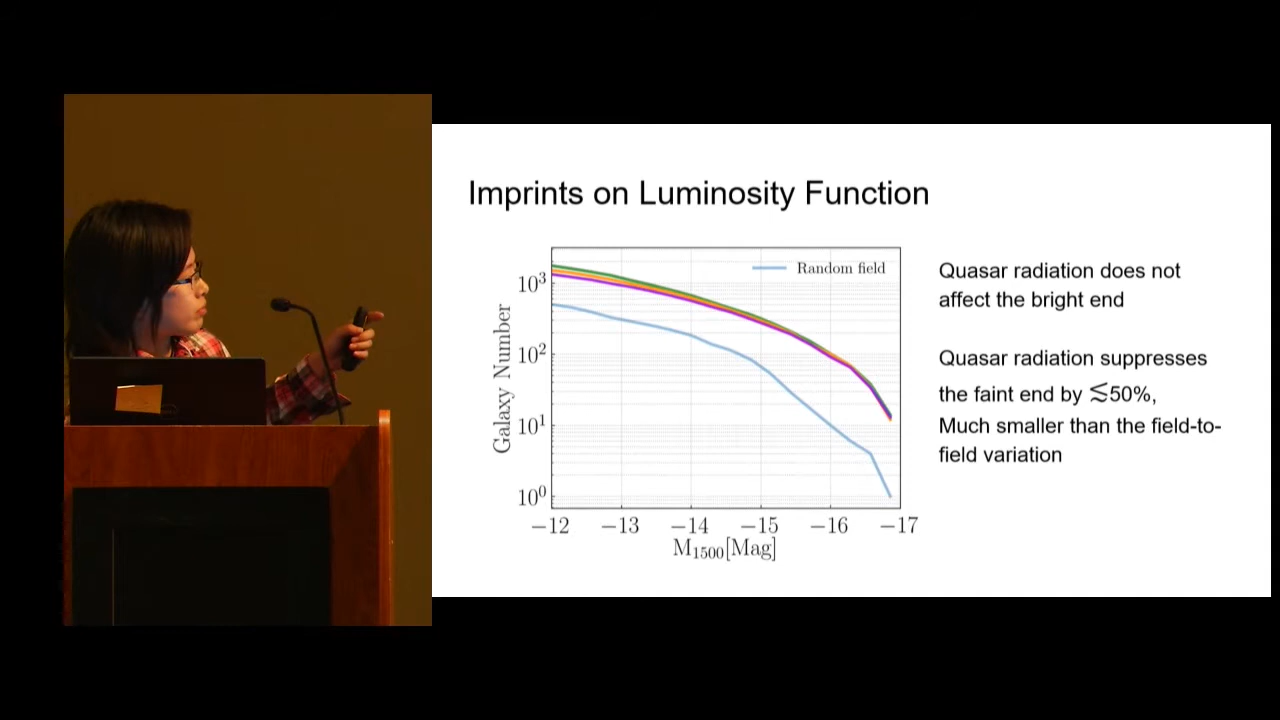 Imprints on Luminosity Function
Random field
10³
10²
10¹
10⁰
Galaxy Number
−12 −13 −14 −15 −16 −17
M₁₅₀₀[Mag]
Quasar radiation does not
affect the bright end
Quasar radiation suppresses
the faint end by ≲50%,
Much smaller than the field-to-
field variation